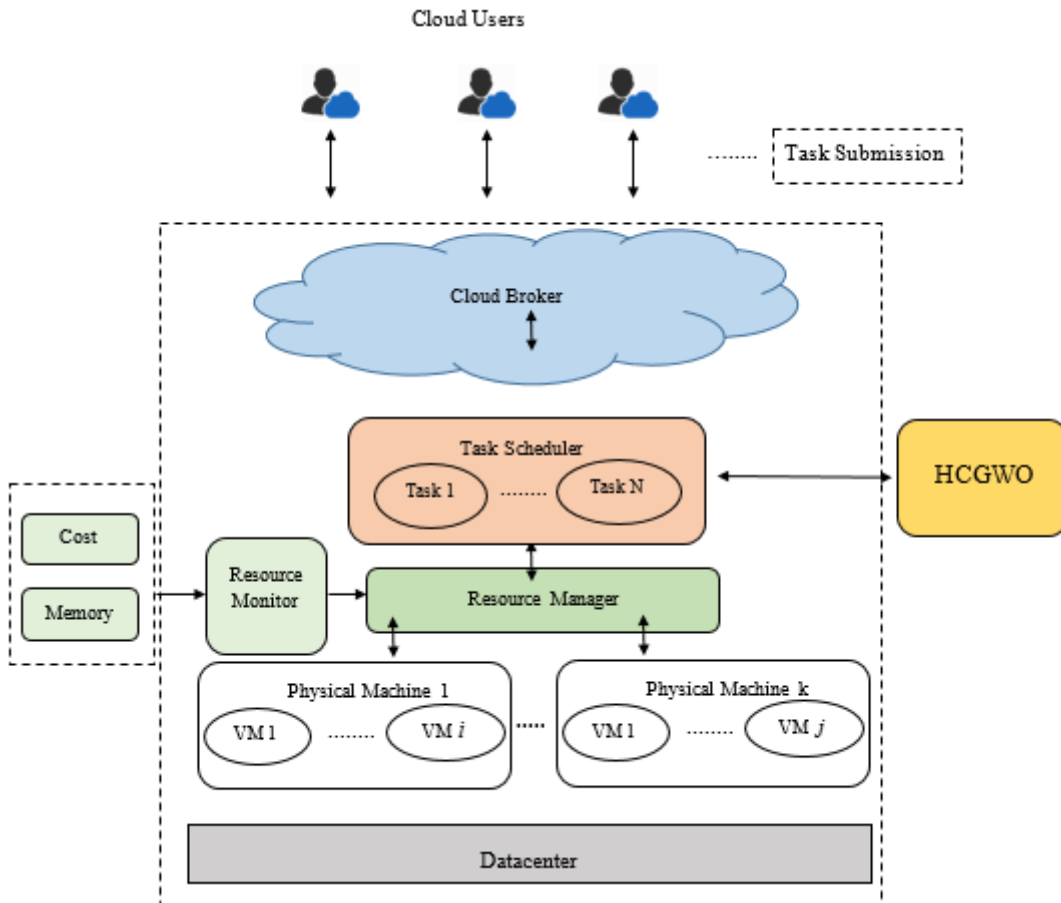 Cloud Users
........ Task Submission
Cloud Broker
Task Scheduler
Task 1 ........ Task N
HCGWO
Cost
Memory
Resource
Monitor
Resource Manager
Physical Machine 1
VM 1 ........ VM i
.....
Physical Machine k
VM 1 ........ VM j
Datacenter